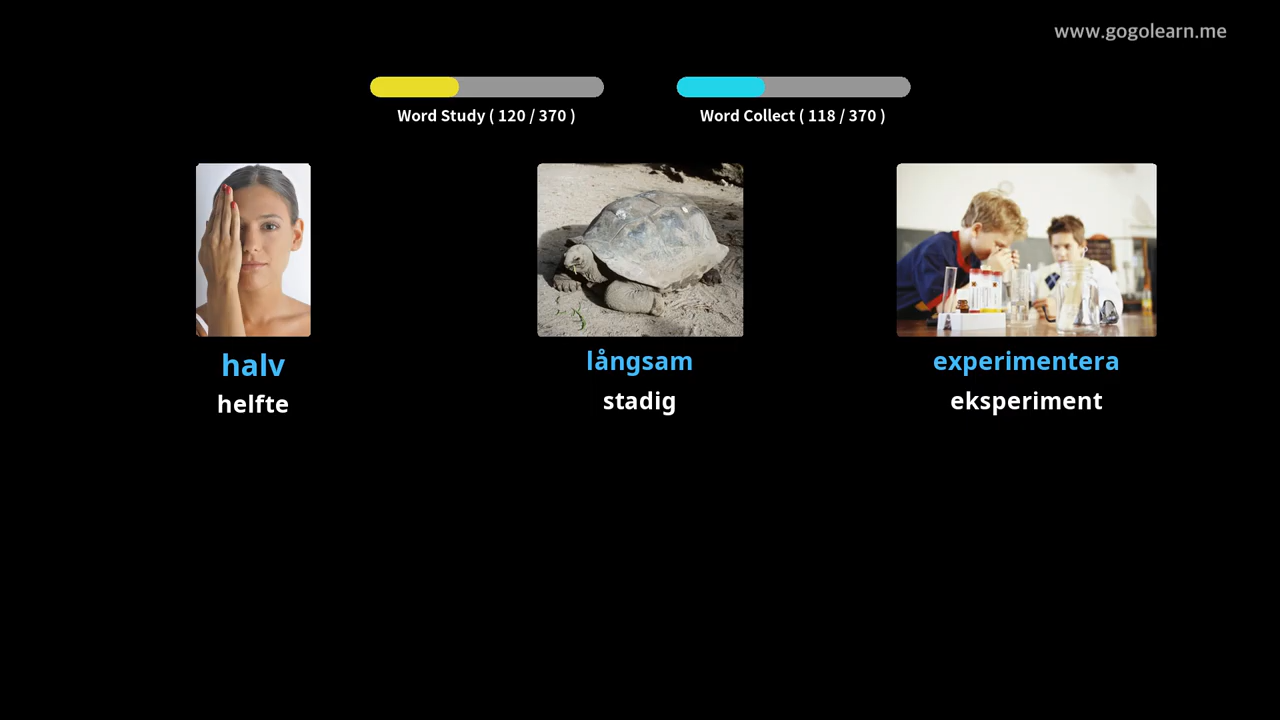 www.gogolearn.me
Word Study ( 120 / 370 )
Word Collect ( 118 / 370 )
halv
helfte
långsam
stadig
experimentera
eksperiment